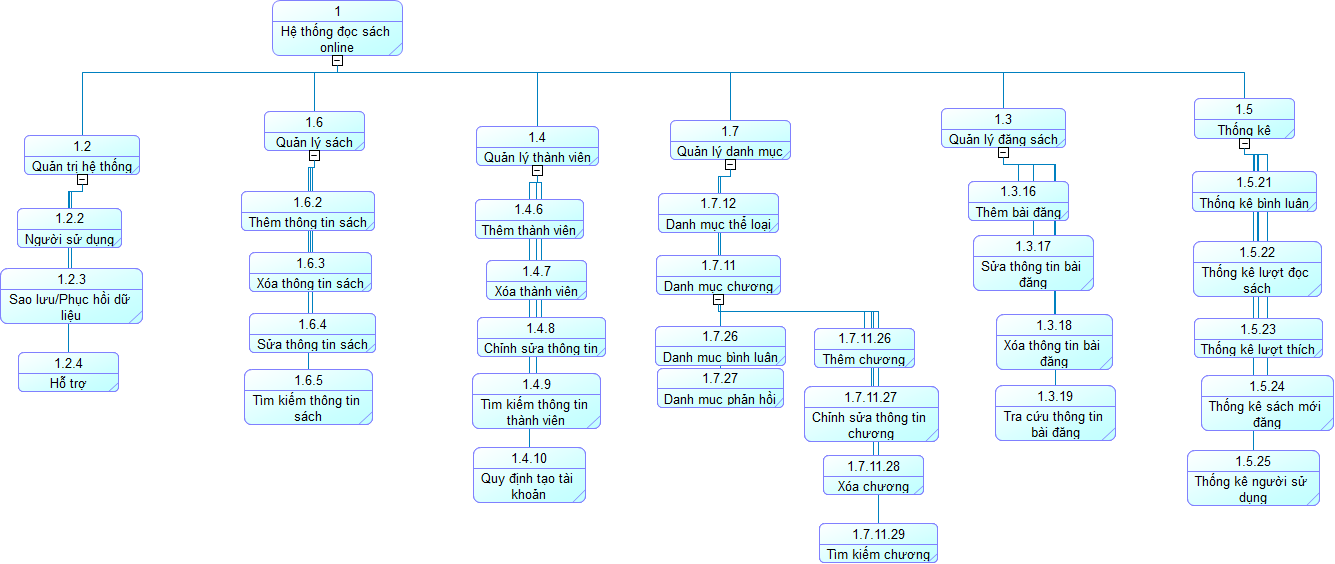 1
Hệ thống đọc sách
online
1.2
Quản trị hệ thống
1.2.2
Người sử dụng
1.2.3
Sao lưu/Phục hồi dữ
liệu
1.2.4
Hỗ trợ
1.6
Quản lý sách
1.6.2
Thêm thông tin sách
1.6.3
Xóa thông tin sách
1.6.4
Sửa thông tin sách
1.6.5
Tìm kiếm thông tin
sách
1.4
Quản lý thành viên
1.4.6
Thêm thành viên
1.4.7
Xóa thành viên
1.4.8
Chỉnh sửa thông tin
1.4.9
Tìm kiếm thông tin
thành viên
1.4.10
Quy định tạo tài
khoản
1.7
Quản lý danh mục
1.7.12
Danh mục thể loại
1.7.11
Danh mục chương
1.7.26
Danh mục bình luận
1.7.27
Danh mục phản hồi
1.7.11.26
Thêm chương
1.7.11.27
Chỉnh sửa thông tin
chương
1.7.11.28
Xóa chương
1.7.11.29
Tìm kiếm chương
1.3
Quản lý đăng sách
1.3.16
Thêm bài đăng
1.3.17
Sửa thông tin bài
đăng
1.3.18
Xóa thông tin bài
đăng
1.3.19
Tra cứu thông tin
bài đăng
1.5
Thống kê
1.5.21
Thống kê bình luận
1.5.22
Thống kê lượt đọc
sách
1.5.23
Thống kê lượt thích
1.5.24
Thống kê sách mới
đăng
1.5.25
Thống kê người sử
dụng